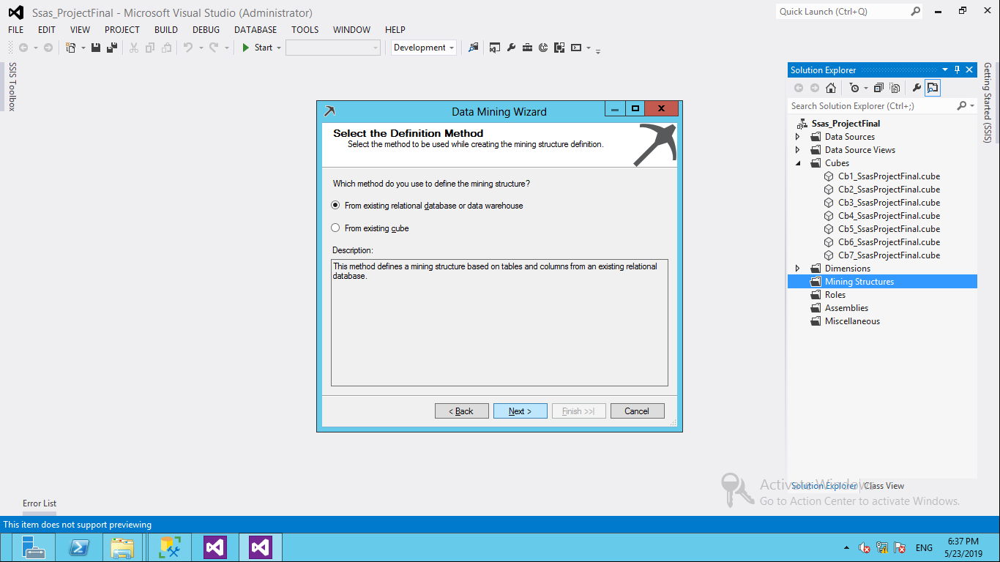 Ssas_ProjectFinal - Microsoft Visual Studio (Administrator)
Quick Launch (Ctrl+Q)
FILE EDIT VIEW PROJECT BUILD DEBUG DATABASE TOOLS WINDOW HELP
Start
Development
SSIS Toolbox
Data Mining Wizard
X
Select the Definition Method
Select the method to be used while creating the mining structure definition.
Which method do you use to define the mining structure?
From existing relational database or data warehouse
From existing cube
Description:
This method defines a mining structure based on tables and columns from an existing relational
database.
< Back
Next >
Finish >>|
Cancel
Solution Explorer
Search Solution Explorer (Ctrl+;)
Ssas_ProjectFinal
Data Sources
Data Source Views
Cubes
Cb1_SsasProjectFinal.cube
Cb2_SsasProjectFinal.cube
Cb3_SsasProjectFinal.cube
Cb4_SsasProjectFinal.cube
Cb5_SsasProjectFinal.cube
Cb6_SsasProjectFinal.cube
Cb7_SsasProjectFinal.cube
Dimensions
Mining Structures
Roles
Assemblies
Miscellaneous
Getting Started (SSIS)
Activate Windows
Solution Explorer Class View
Go to Action Center to activate Windows.
Error List
This item does not support previewing
ENG
6:37 PM
5/23/2019